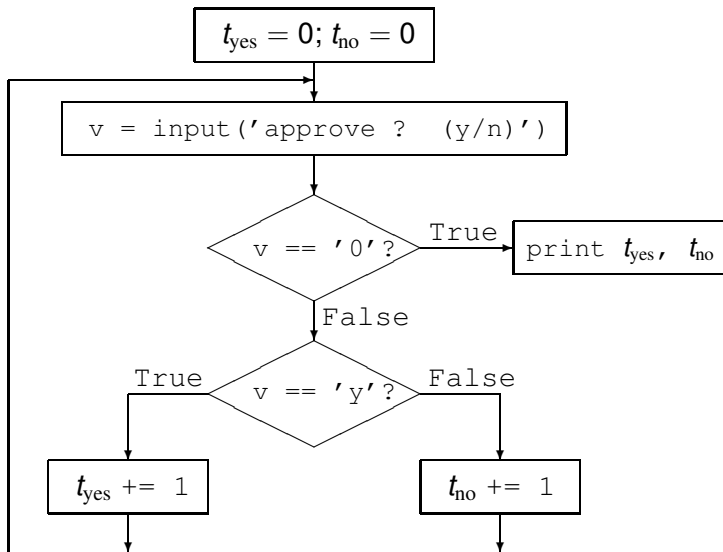 t_yes = 0; t_no = 0
v = input('approve ? (y/n)')
v == '0'?
True
print t_yes, t_no
False
True
v == 'y'?
False
t_yes += 1
t_no += 1